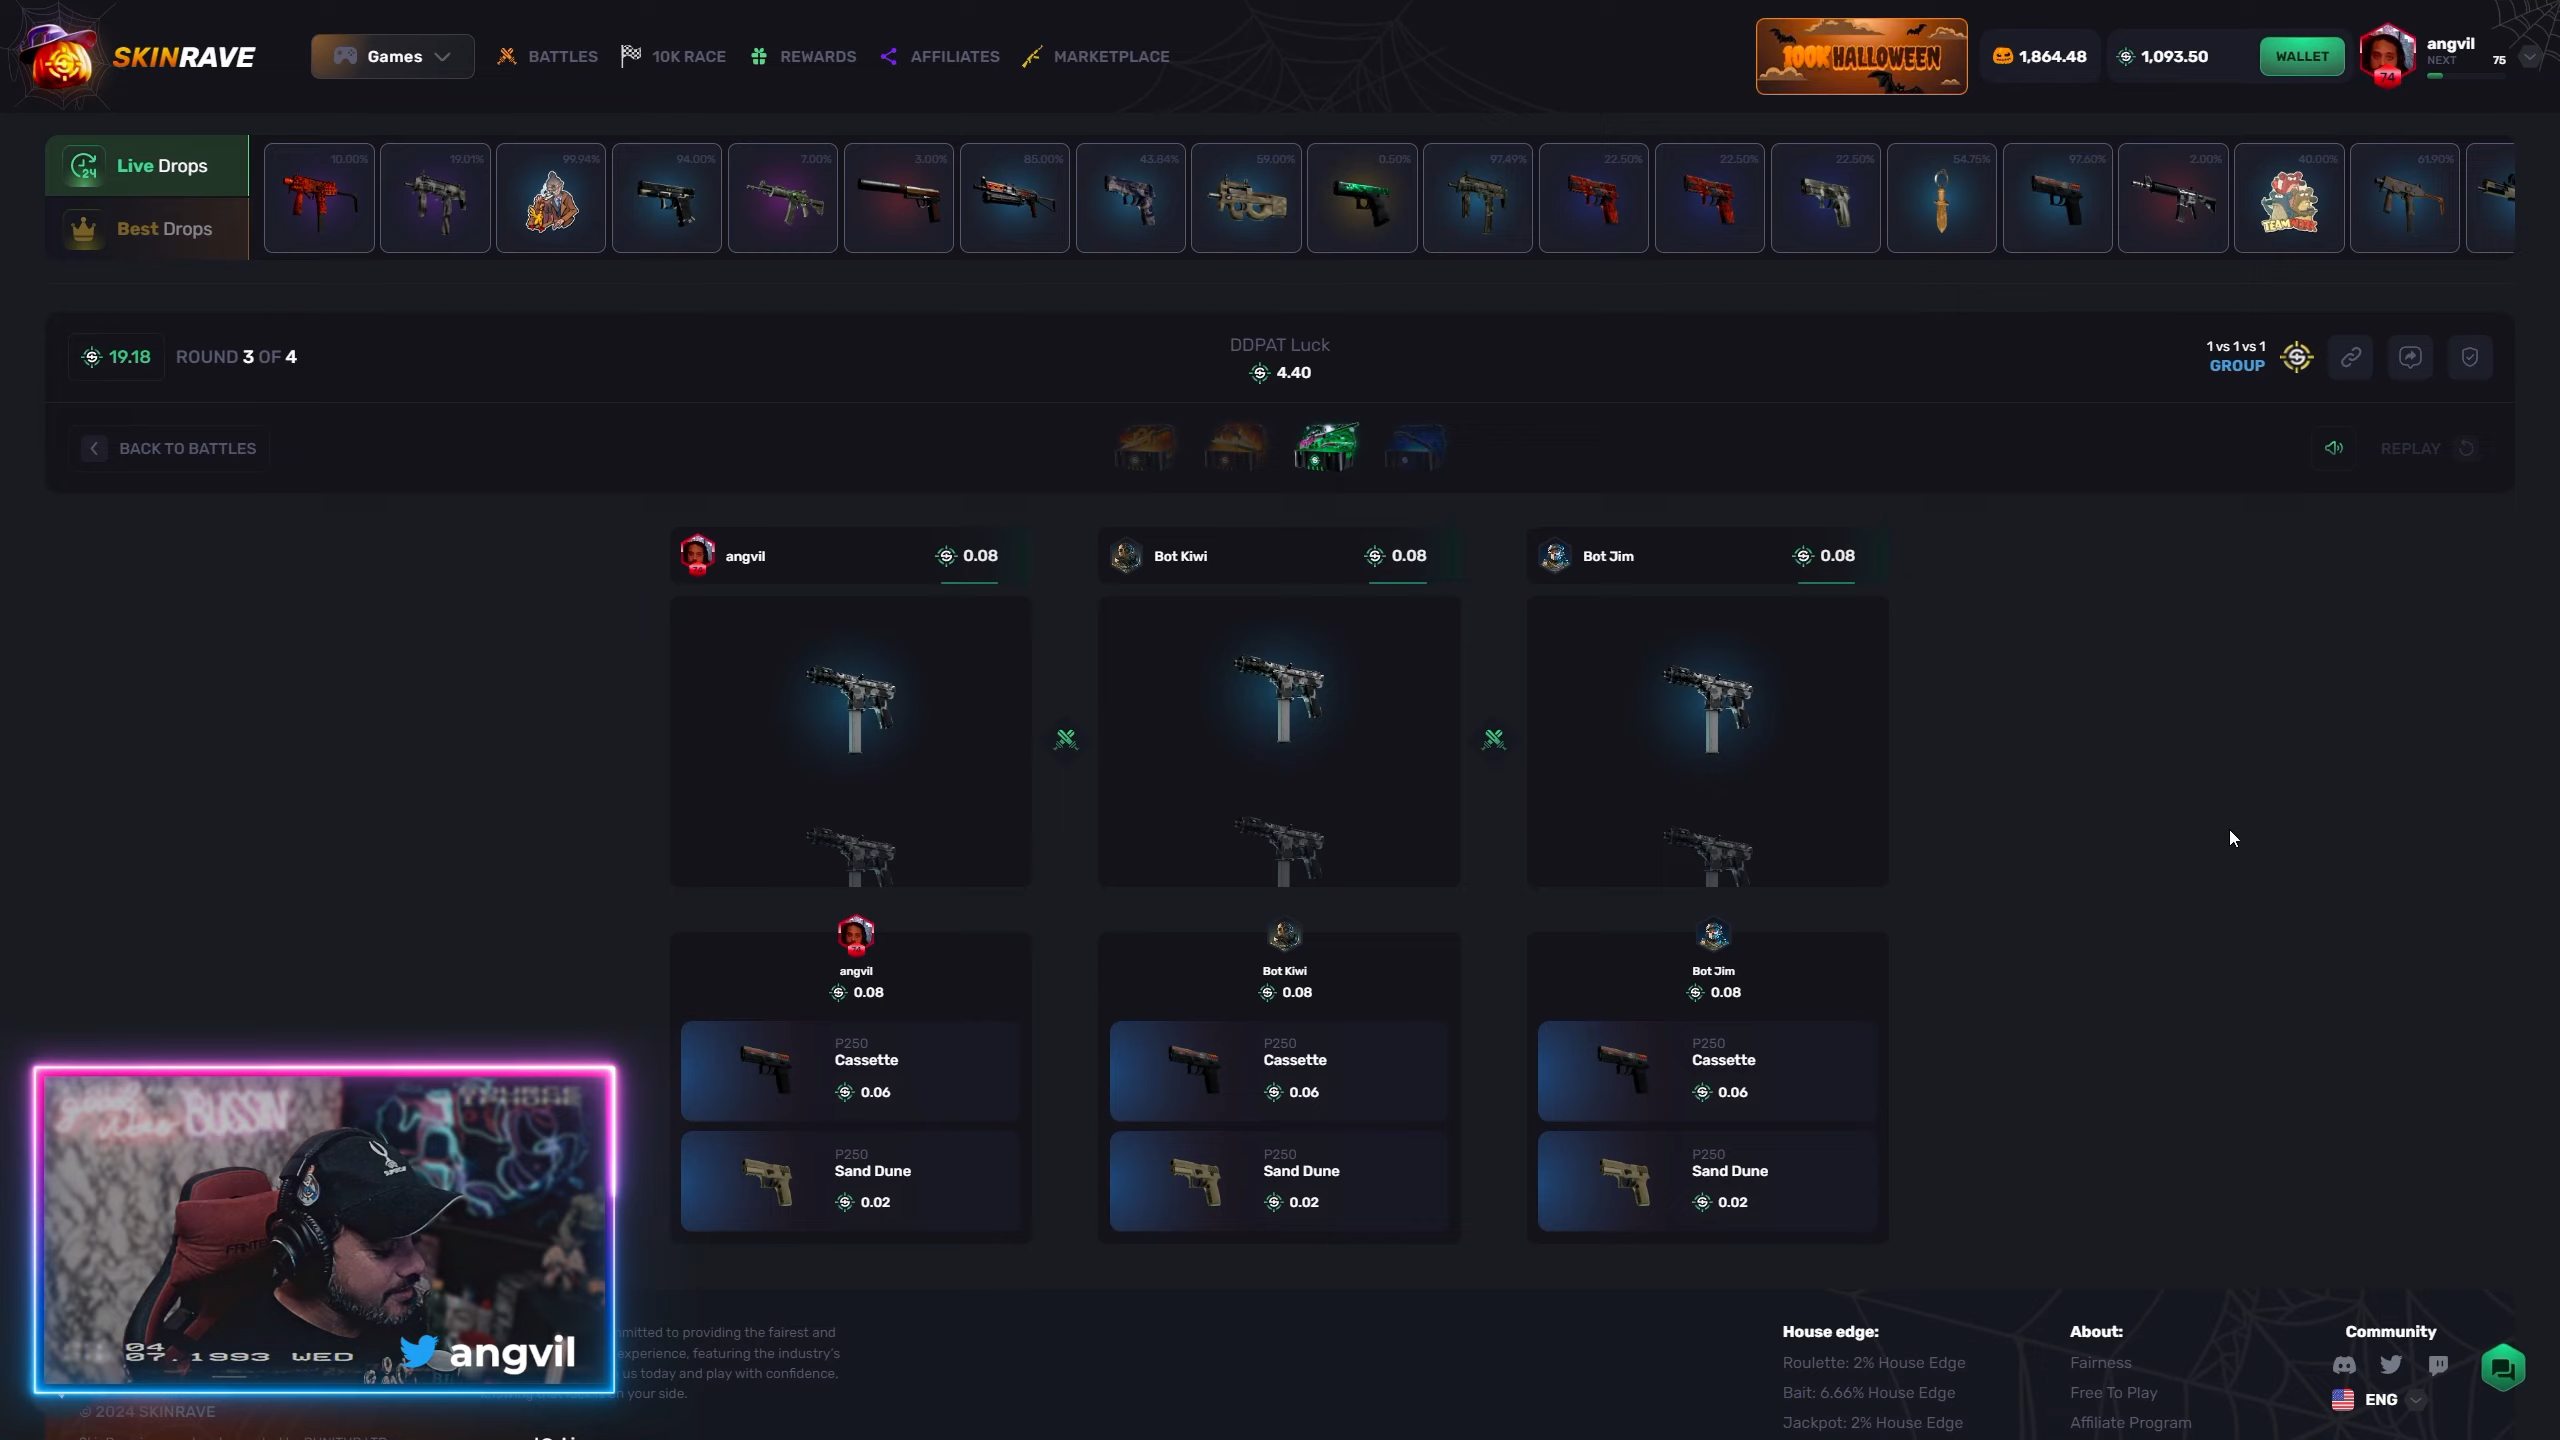 SKINRAVE
Games
BATTLES
10K RACE
REWARDS
AFFILIATES
MARKETPLACE
100K HALLOWEEN
1,864.48
1,093.50
WALLET
angvil
NEXT 75
74
Live Drops
24
Best Drops
10.00%
19.01%
99.94%
94.00%
7.00%
3.00%
85.00%
43.84%
59.00%
0.50%
97.49%
22.50%
22.50%
22.50%
54.75%
97.60%
2.00%
40.00%
61.90%
19.18
ROUND 3 OF 4
DDPAT Luck
4.40
1 vs 1 vs 1
GROUP
BACK TO BATTLES
REPLAY
angvil
0.08
Bot Kiwi
0.08
Bot Jim
0.08
angvil
0.08
P250
Cassette
0.06
P250
Sand Dune
0.02
Bot Kiwi
0.08
P250
Cassette
0.06
P250
Sand Dune
0.02
Bot Jim
0.08
P250
Cassette
0.06
P250
Sand Dune
0.02
BUSSIN
04
07.1993 WED
angvil
mmitted to providing the fairest and
experience, featuring the industry's
us today and play with confidence,
your side.
© 2024 SKINRAVE
House edge:
Roulette: 2% House Edge
Bait: 6.66% House Edge
Jackpot: 2% House Edge
About:
Fairness
Free To Play
Affiliate Program
Community
ENG